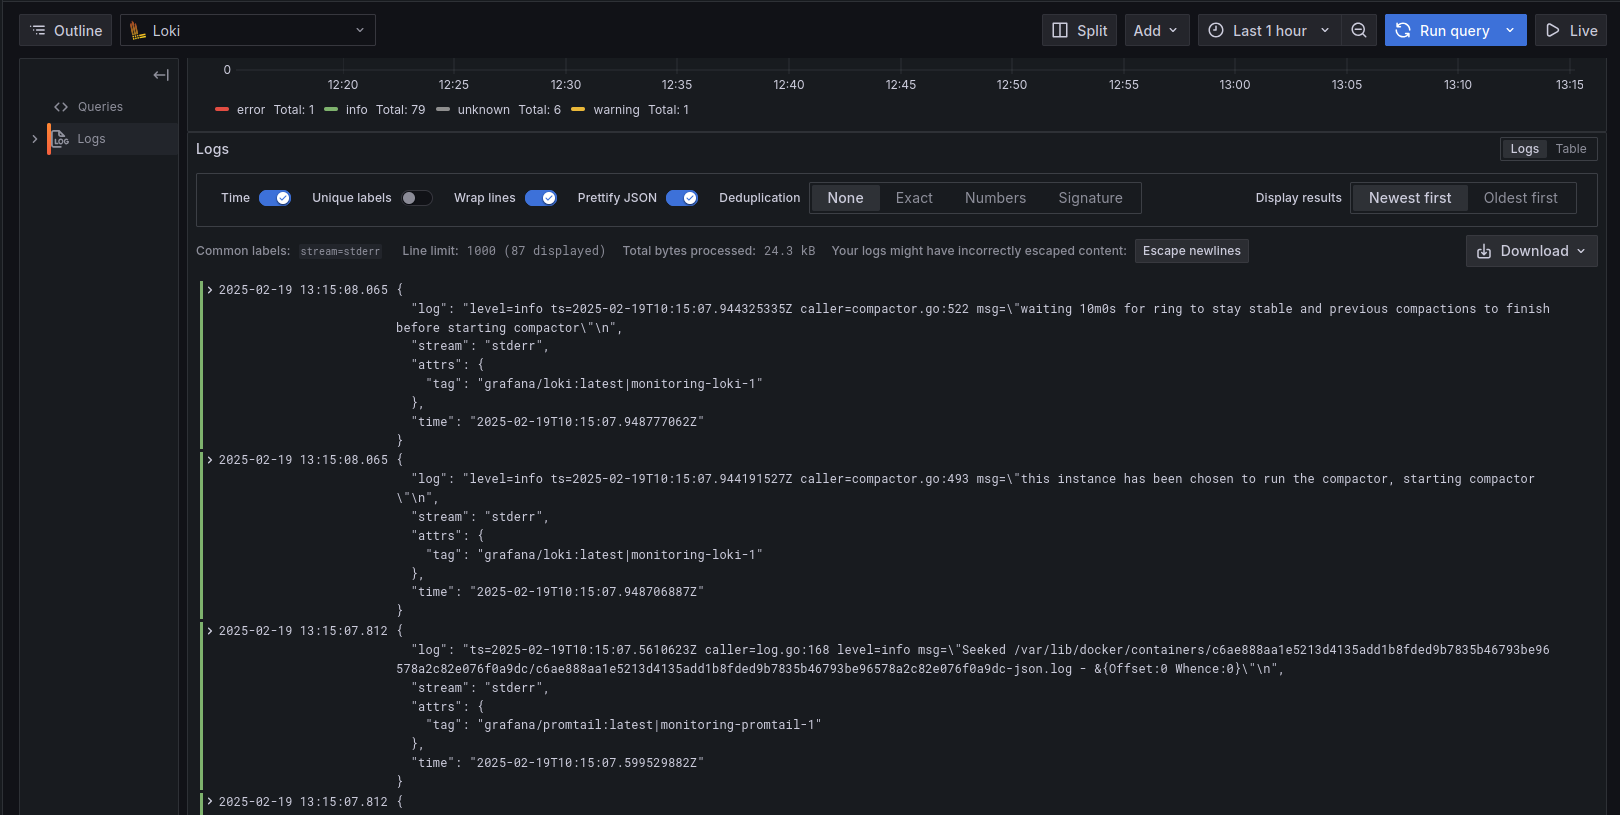 Outline Loki Split Add Last 1 hour Run query Live
Queries
Logs
0
12:20 12:25 12:30 12:35 12:40 12:45 12:50 12:55 13:00 13:05 13:10 13:15
error Total: 1 info Total: 79 unknown Total: 6 warning Total: 1
Logs Logs Table
Time Unique labels Wrap lines Prettify JSON Deduplication None Exact Numbers Signature Display results Newest first Oldest first
Common labels: stream=stderr Line limit: 1000 (87 displayed) Total bytes processed: 24.3 kB Your logs might have incorrectly escaped content: Escape newlines Download
2025-02-19 13:15:08.065 {
"log": "level=info ts=2025-02-19T10:15:07.944325335Z caller=compactor.go:522 msg=\"waiting 10m0s for ring to stay stable and previous compactions to finish
before starting compactor\"\n",
"stream": "stderr",
"attrs": {
"tag": "grafana/loki:latest|monitoring-loki-1"
},
"time": "2025-02-19T10:15:07.948777062Z"
}
2025-02-19 13:15:08.065 {
"log": "level=info ts=2025-02-19T10:15:07.944191527Z caller=compactor.go:493 msg=\"this instance has been chosen to run the compactor, starting compactor
\"\n",
"stream": "stderr",
"attrs": {
"tag": "grafana/loki:latest|monitoring-loki-1"
},
"time": "2025-02-19T10:15:07.948706887Z"
}
2025-02-19 13:15:07.812 {
"log": "ts=2025-02-19T10:15:07.5610623Z caller=log.go:168 level=info msg=\"Seeked /var/lib/docker/containers/c6ae888aa1e5213d4135add1b8fded9b7835b46793be96
578a2c82e076f0a9dc/c6ae888aa1e5213d4135add1b8fded9b7835b46793be96578a2c82e076f0a9dc-json.log - &{Offset:0 Whence:0}\"\n",
"stream": "stderr",
"attrs": {
"tag": "grafana/promtail:latest|monitoring-promtail-1"
},
"time": "2025-02-19T10:15:07.599529882Z"
}
2025-02-19 13:15:07.812 {